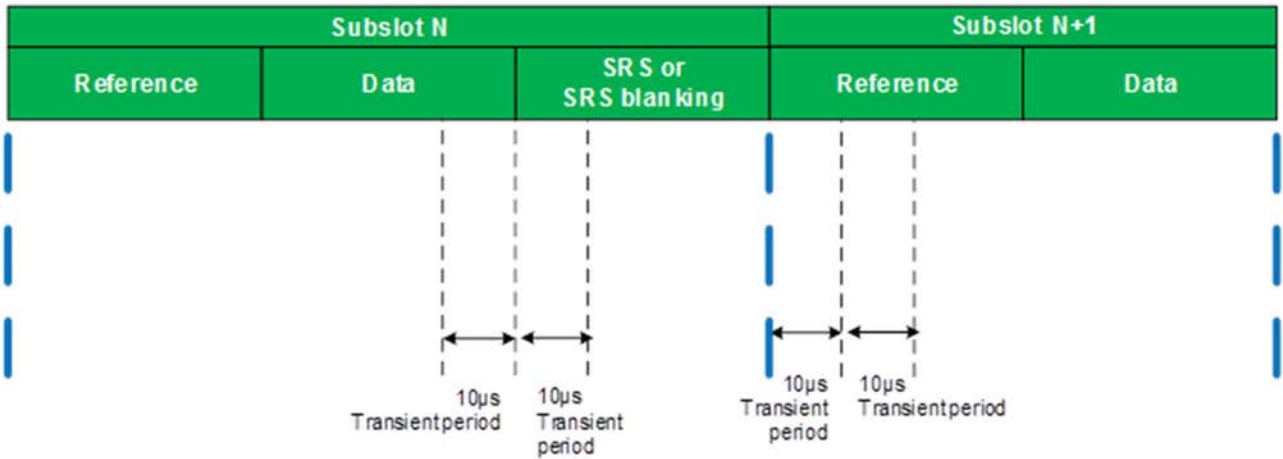 Subslot N
Subslot N+1
Reference
Data
SRS or
SRS blanking
Reference
Data
10µs
Transient period
10µs
Transient
period
10µs
Transient
period
10µs
Transient period